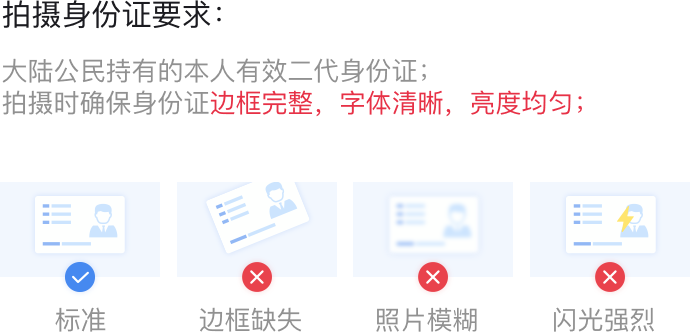 拍摄身份证要求：
大陆公民持有的本人有效二代身份证；
拍摄时确保身份证边框完整，字体清晰，亮度均匀；
标准
边框缺失
照片模糊
闪光强烈